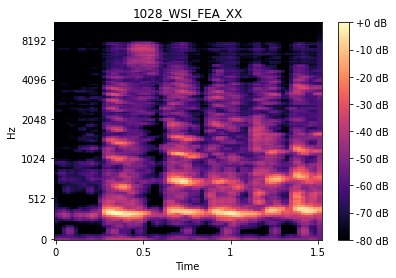 1028_WSI_FEA_XX
+0 dB
8192
-10 dB
4096
-20 dB
-30 dB
2048
-40 dB
Hz
1024
-50 dB
-60 dB
512
-70 dB
0
-80 dB
0
0.5
1
1.5
Time